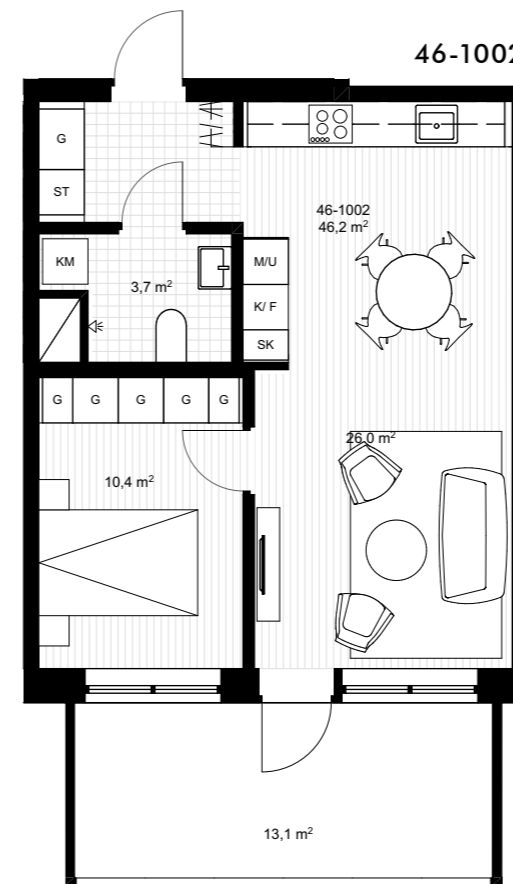 46-1002
G
ST
46-1002
46,2 m²
KM
3,7 m²
M/U
K/ F
SK
G G G G G
26,0 m²
10,4 m²
13,1 m²